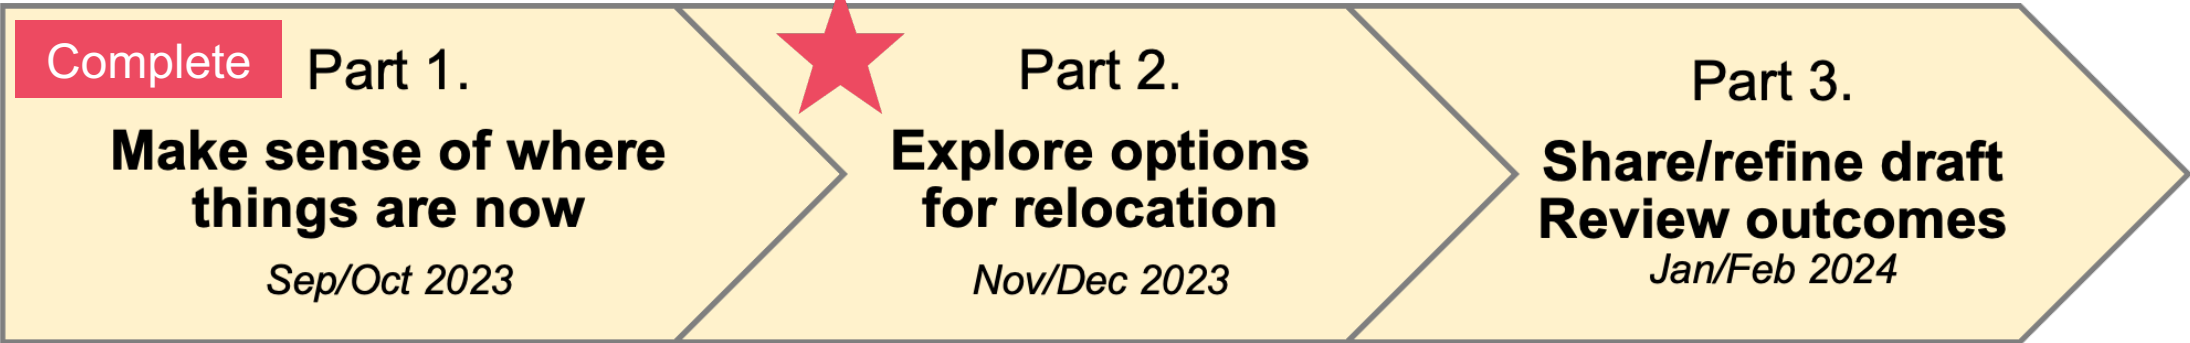 Complete
Part 1.
Make sense of where
things are now
Sep/Oct 2023
Part 2.
Explore options
for relocation
Nov/Dec 2023
Part 3.
Share/refine draft
Review outcomes
Jan/Feb 2024